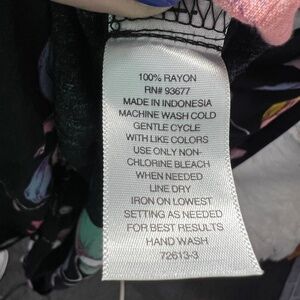 100% RAYON
RN# 93677
MADE IN INDONESIA
MACHINE WASH COLD
GENTLE CYCLE
WITH LIKE COLORS
USE ONLY NON-
CHLORINE BLEACH
WHEN NEEDED
LINE DRY
IRON ON LOWEST
SETTING AS NEEDED
FOR BEST RESULTS
HAND WASH
72613-3